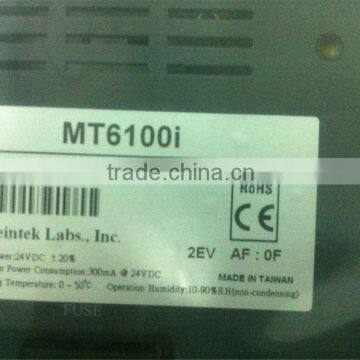 MT6100i
trade.china.com
RoHS
CE
eintek Labs., Inc.
2EV AF : 0F
wer:24VDC ±20%
n Power Consumption:300mA @ 24VDC
MADE IN TAIWAN
g Temperature:0~50℃ Operation Humidity:10-90%R.H(non-condensing)
FUSE